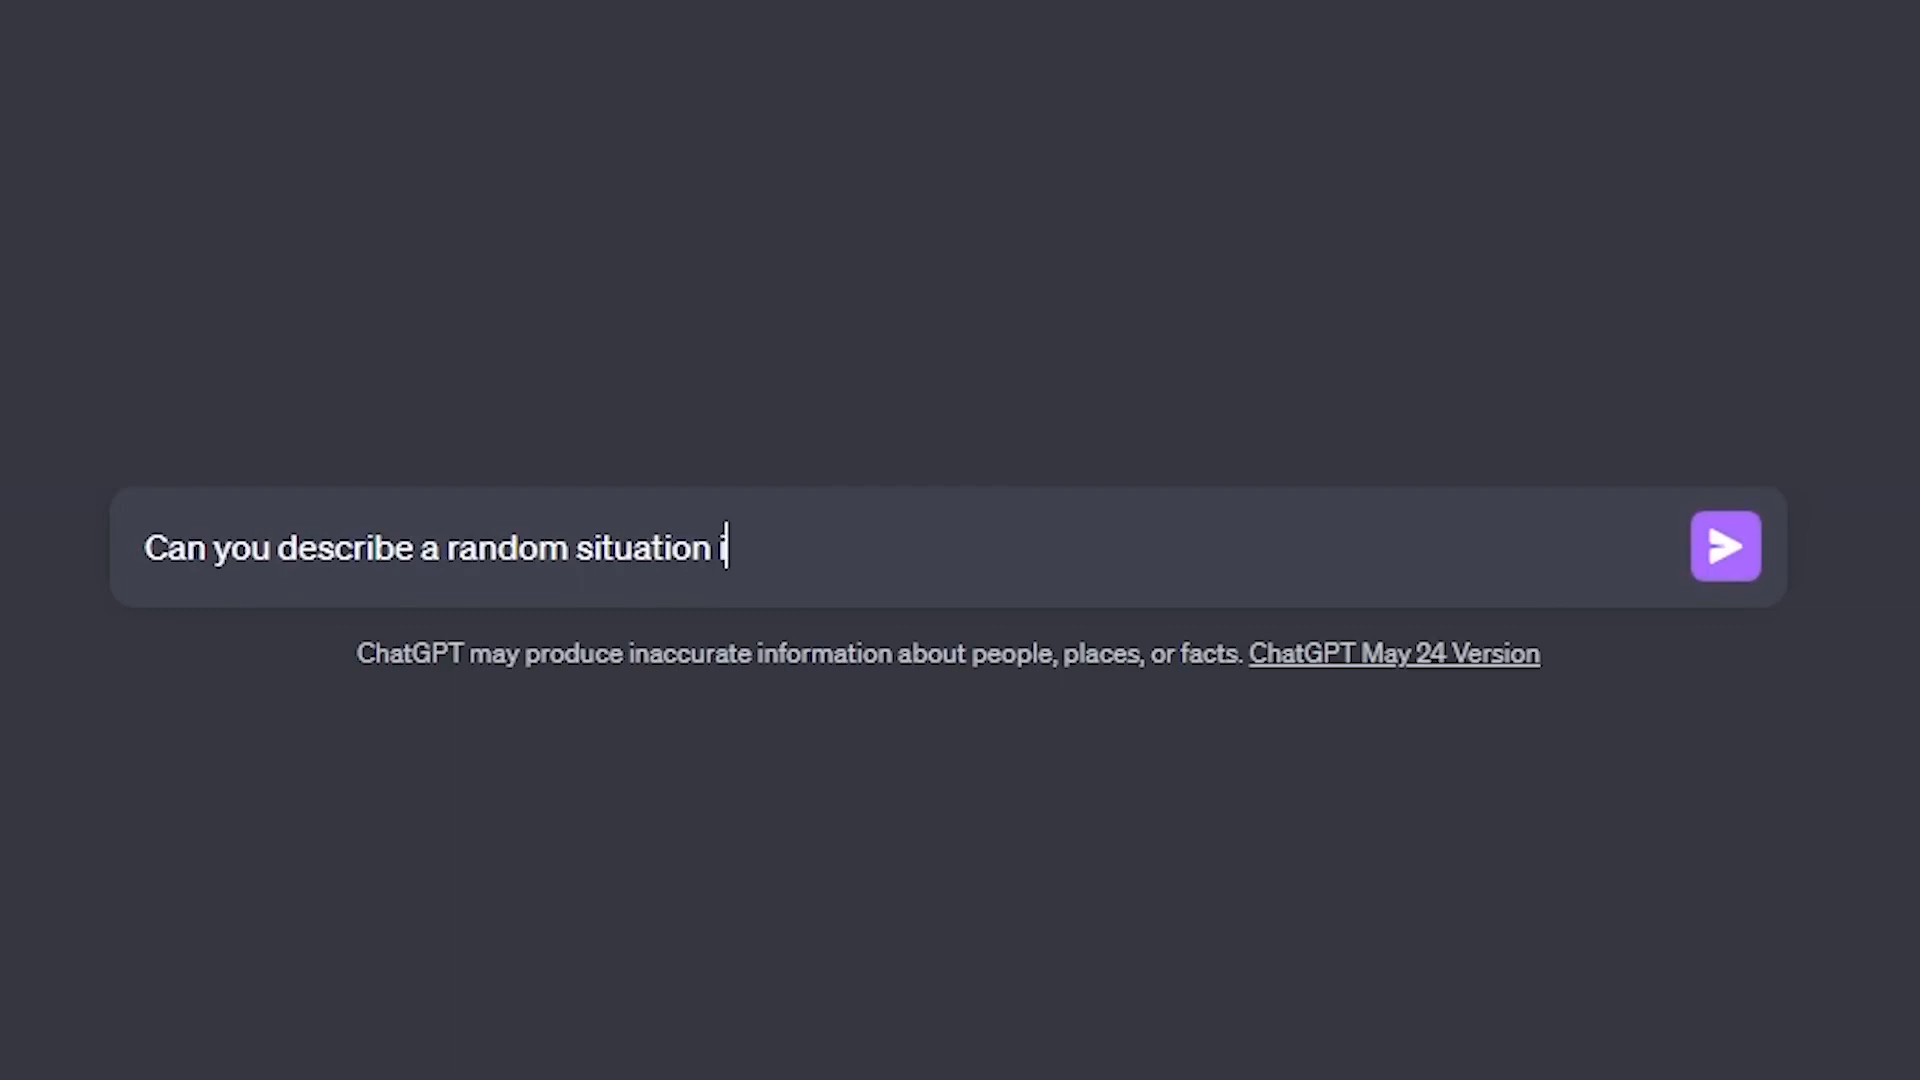 Can you describe a random situation i
ChatGPT may produce inaccurate information about people, places, or facts. ChatGPT May 24 Version